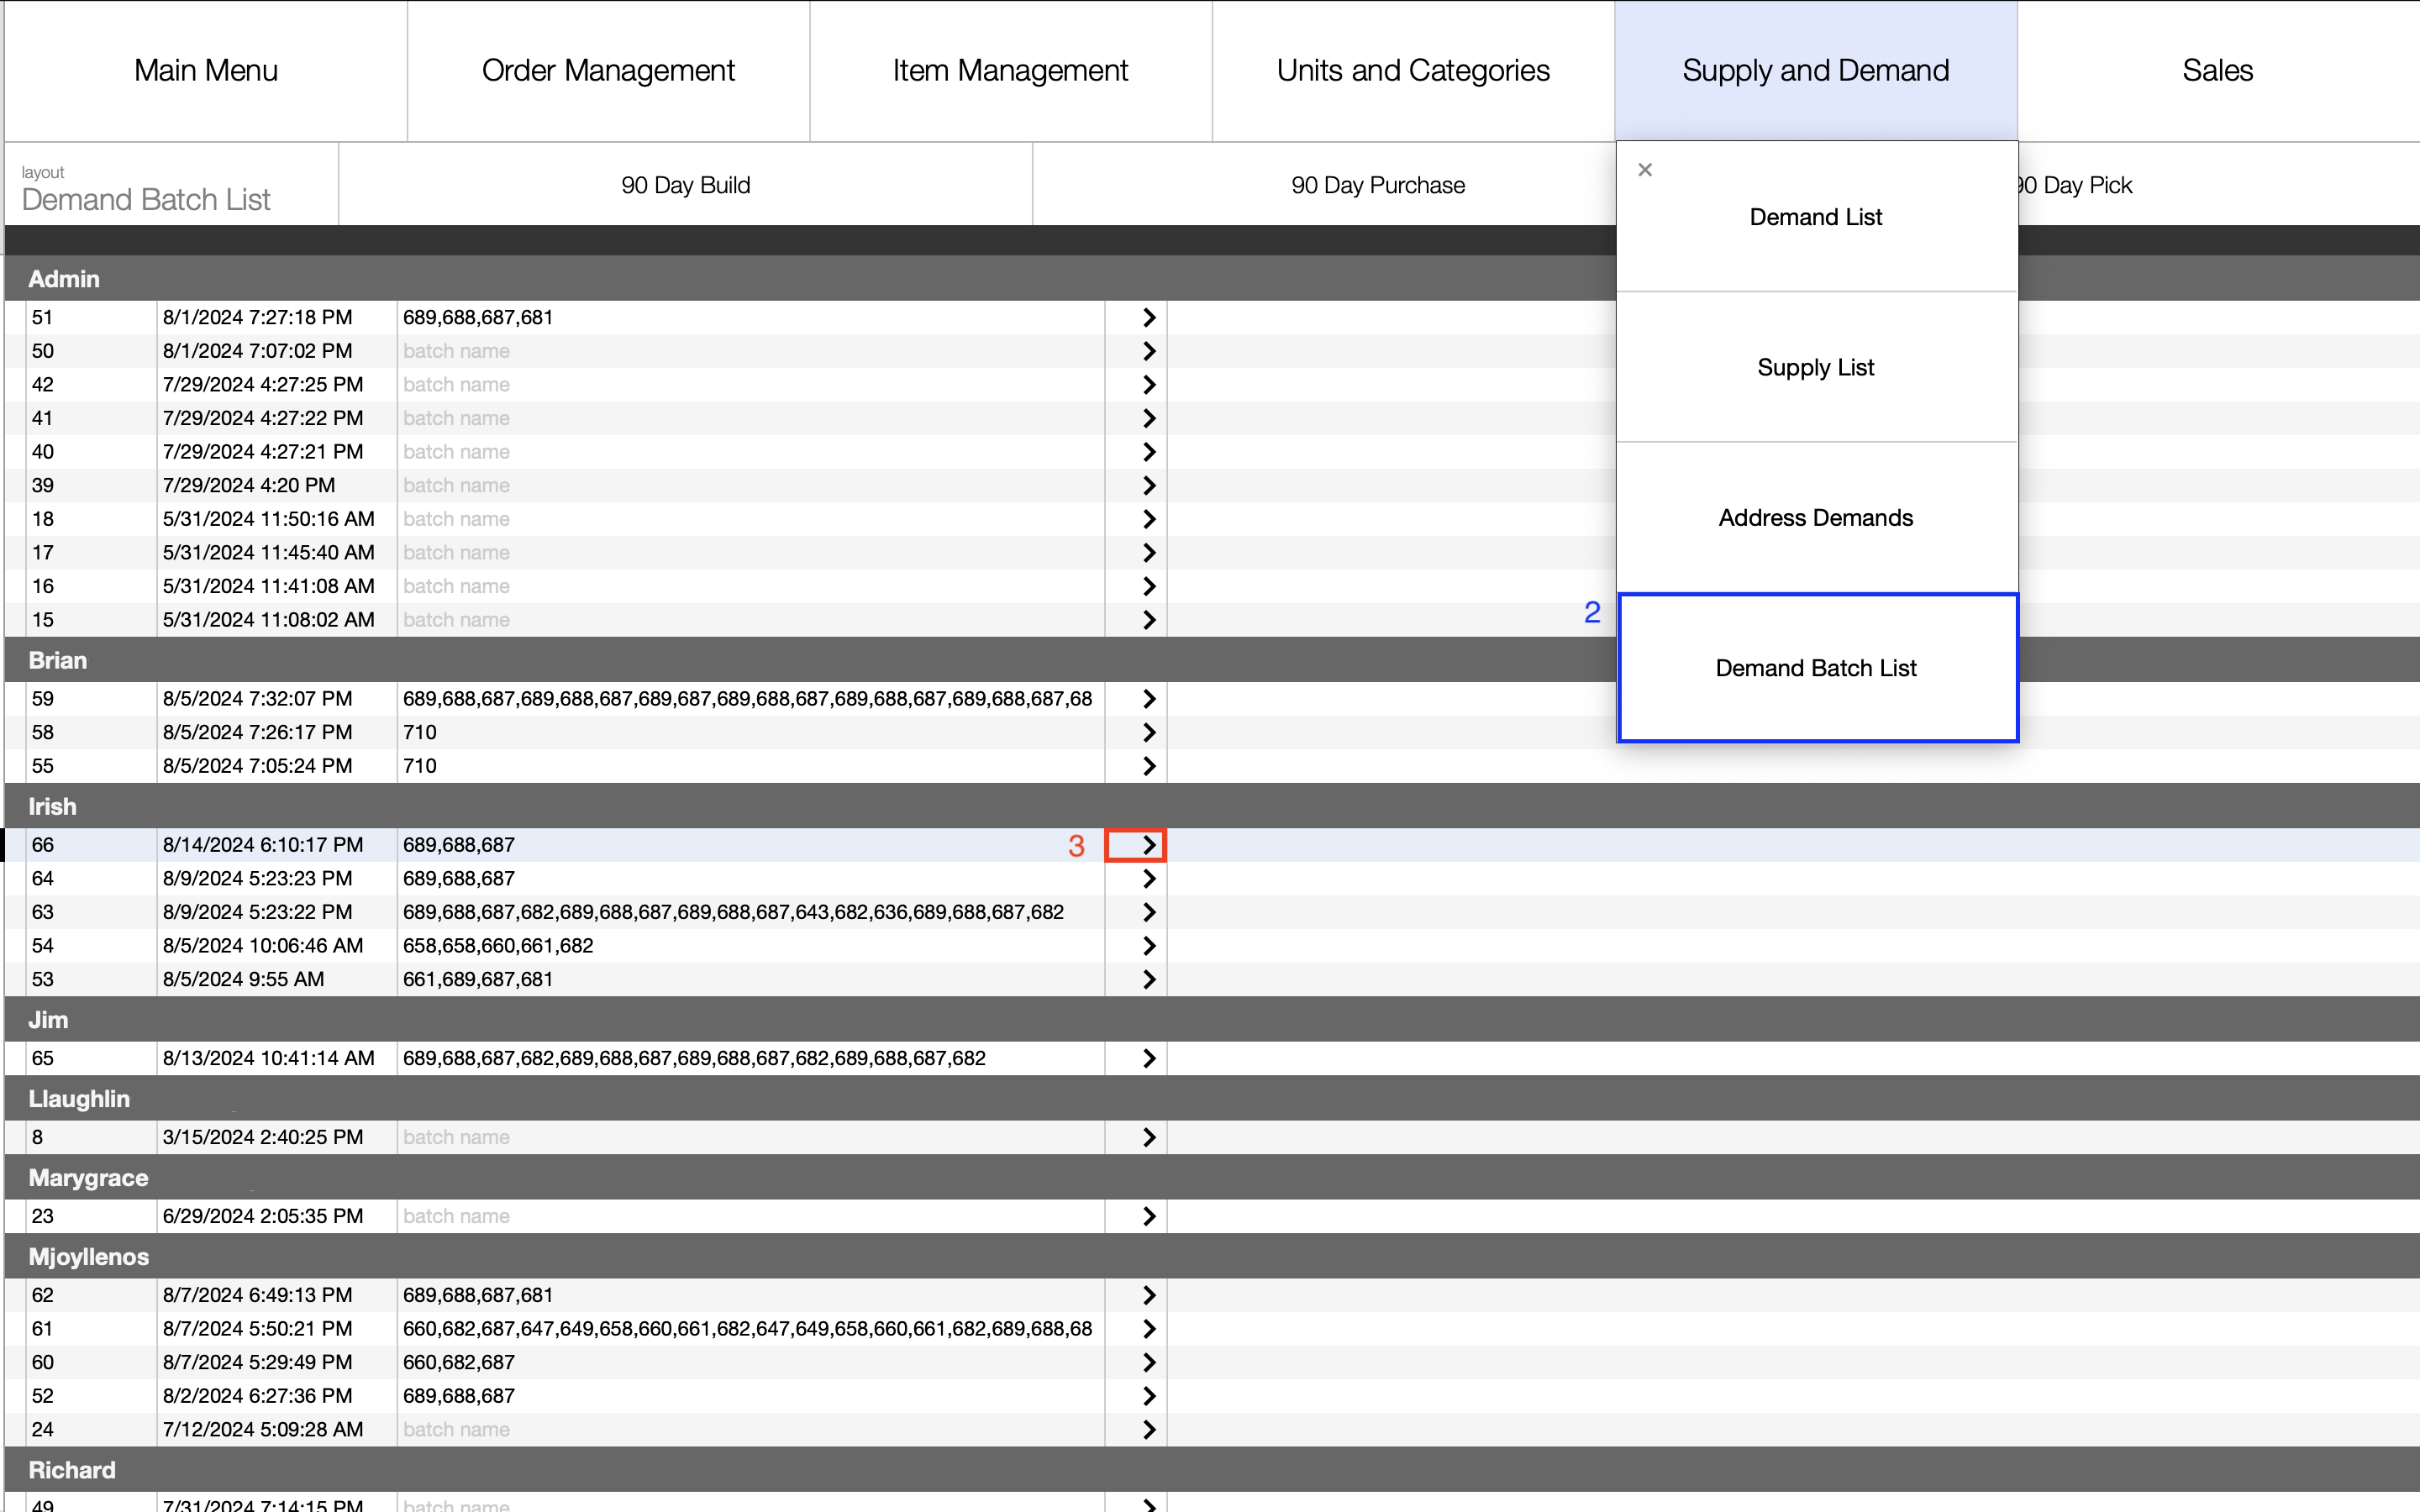 Main Menu Order Management Item Management Units and Categories Supply and Demand Sales
layout
Demand Batch List 90 Day Build 90 Day Purchase 90 Day Pick
×
Demand List
Supply List
Address Demands
2
Demand Batch List
Admin
51 8/1/2024 7:27:18 PM 689,688,687,681
50 8/1/2024 7:07:02 PM batch name
42 7/29/2024 4:27:25 PM batch name
41 7/29/2024 4:27:22 PM batch name
40 7/29/2024 4:27:21 PM batch name
39 7/29/2024 4:20 PM batch name
18 5/31/2024 11:50:16 AM batch name
17 5/31/2024 11:45:40 AM batch name
16 5/31/2024 11:41:08 AM batch name
15 5/31/2024 11:08:02 AM batch name
Brian
59 8/5/2024 7:32:07 PM 689,688,687,689,688,687,689,687,689,688,687,689,688,687,689,688,687,68
58 8/5/2024 7:26:17 PM 710
55 8/5/2024 7:05:24 PM 710
Irish
66 8/14/2024 6:10:17 PM 689,688,687 3
64 8/9/2024 5:23:23 PM 689,688,687
63 8/9/2024 5:23:22 PM 689,688,687,682,689,688,687,689,688,687,643,682,636,689,688,687,682
54 8/5/2024 10:06:46 AM 658,658,660,661,682
53 8/5/2024 9:55 AM 661,689,687,681
Jim
65 8/13/2024 10:41:14 AM 689,688,687,682,689,688,687,689,688,687,682,689,688,687,682
Llaughlin
8 3/15/2024 2:40:25 PM batch name
Marygrace
23 6/29/2024 2:05:35 PM batch name
Mjoyllenos
62 8/7/2024 6:49:13 PM 689,688,687,681
61 8/7/2024 5:50:21 PM 660,682,687,647,649,658,660,661,682,647,649,658,660,661,682,689,688,68
60 8/7/2024 5:29:49 PM 660,682,687
52 8/2/2024 6:27:36 PM 689,688,687
24 7/12/2024 5:09:28 AM batch name
Richard
49 7/31/2024 7:14:15 PM batch name